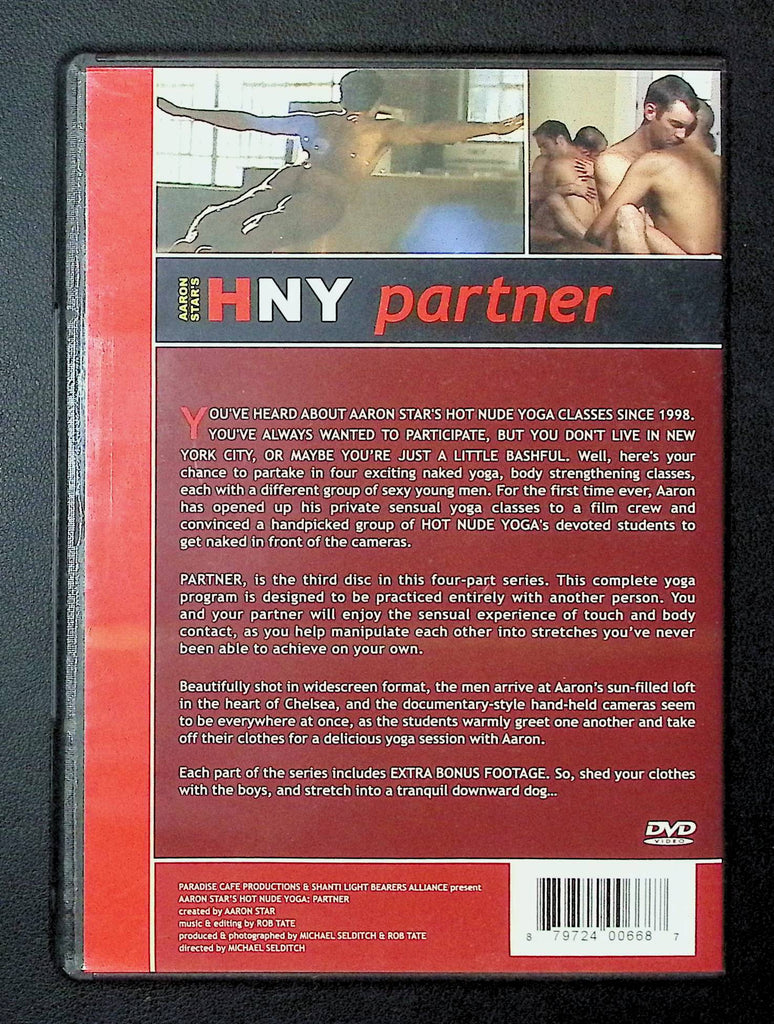 AARON STAR'S HNY partner
YOU'VE HEARD ABOUT AARON STAR'S HOT NUDE YOGA CLASSES SINCE 1998.
YOU'VE ALWAYS WANTED TO PARTICIPATE, BUT YOU DON'T LIVE IN NEW
YORK CITY, OR MAYBE YOU'RE JUST A LITTLE BASHFUL. Well, here's your
chance to partake in four exciting naked yoga, body strengthening classes,
each with a different group of sexy young men. For the first time ever, Aaron
has opened up his private sensual yoga classes to a film crew and
convinced a handpicked group of HOT NUDE YOGA's devoted students to
get naked in front of the cameras.
PARTNER, is the third disc in this four-part series. This complete yoga
program is designed to be practiced entirely with another person. You
and your partner will enjoy the sensual experience of touch and body
contact, as you help manipulate each other into stretches you've never
been able to achieve on your own.
Beautifully shot in widescreen format, the men arrive at Aaron's sun-filled loft
in the heart of Chelsea, and the documentary-style hand-held cameras seem
to be everywhere at once, as the students warmly greet one another and take
off their clothes for a delicious yoga session with Aaron.
Each part of the series includes EXTRA BONUS FOOTAGE. So, shed your clothes
with the boys, and stretch into a tranquil downward dog...
DVD
VIDEO
PARADISE CAFE PRODUCTIONS & SHANTI LIGHT BEARERS ALLIANCE present
AARON STAR'S HOT NUDE YOGA: PARTNER
created by AARON STAR
music & editing by ROB TATE
produced & photographed by MICHAEL SELDITCH & ROB TATE
directed by MICHAEL SELDITCH
8 79724 00668 7